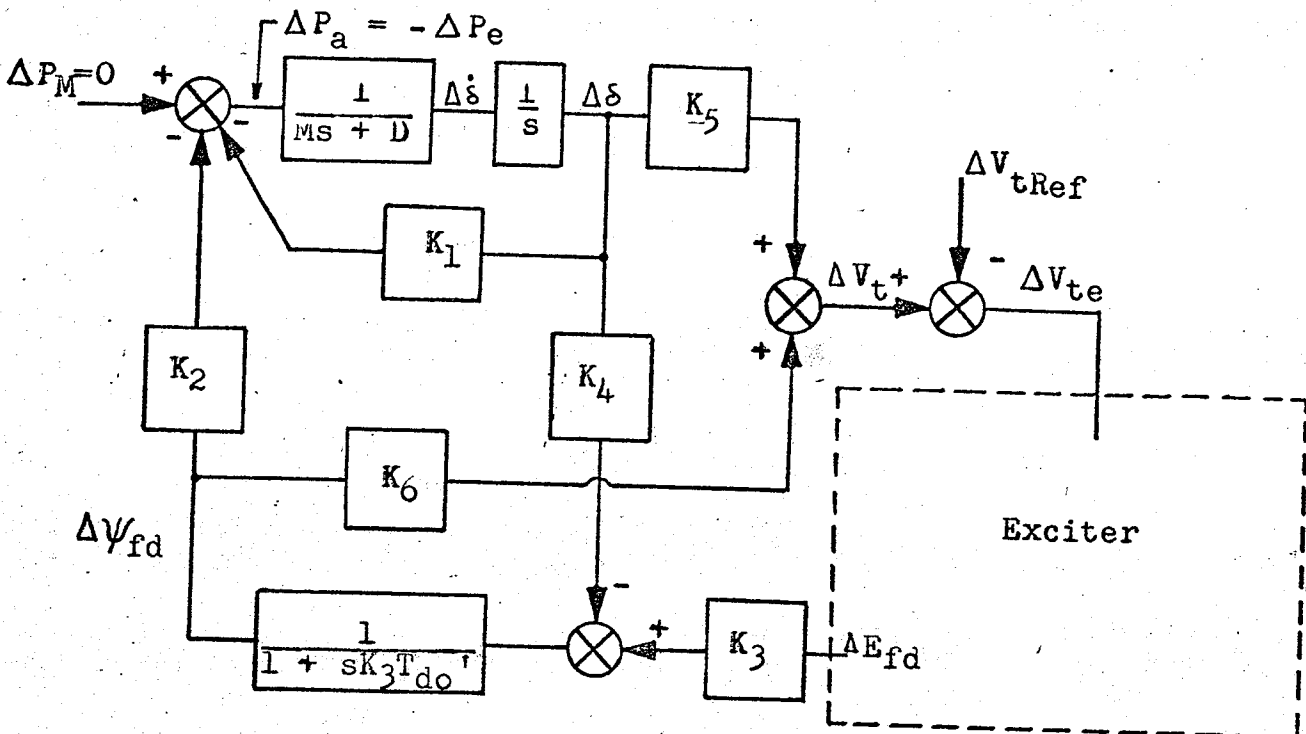 ΔP_a = - ΔP_e
ΔP_M=0
+
-
-
1
Ms + D
Δδ̇
1
s
Δδ
K_5
ΔV_tRef
K_1
+
-
ΔV_t
+
ΔV_te
+
K_2
K_4
K_6
Δψ_fd
Exciter
-
1
1 + sK_3T_do'
+
K_3
ΔE_fd